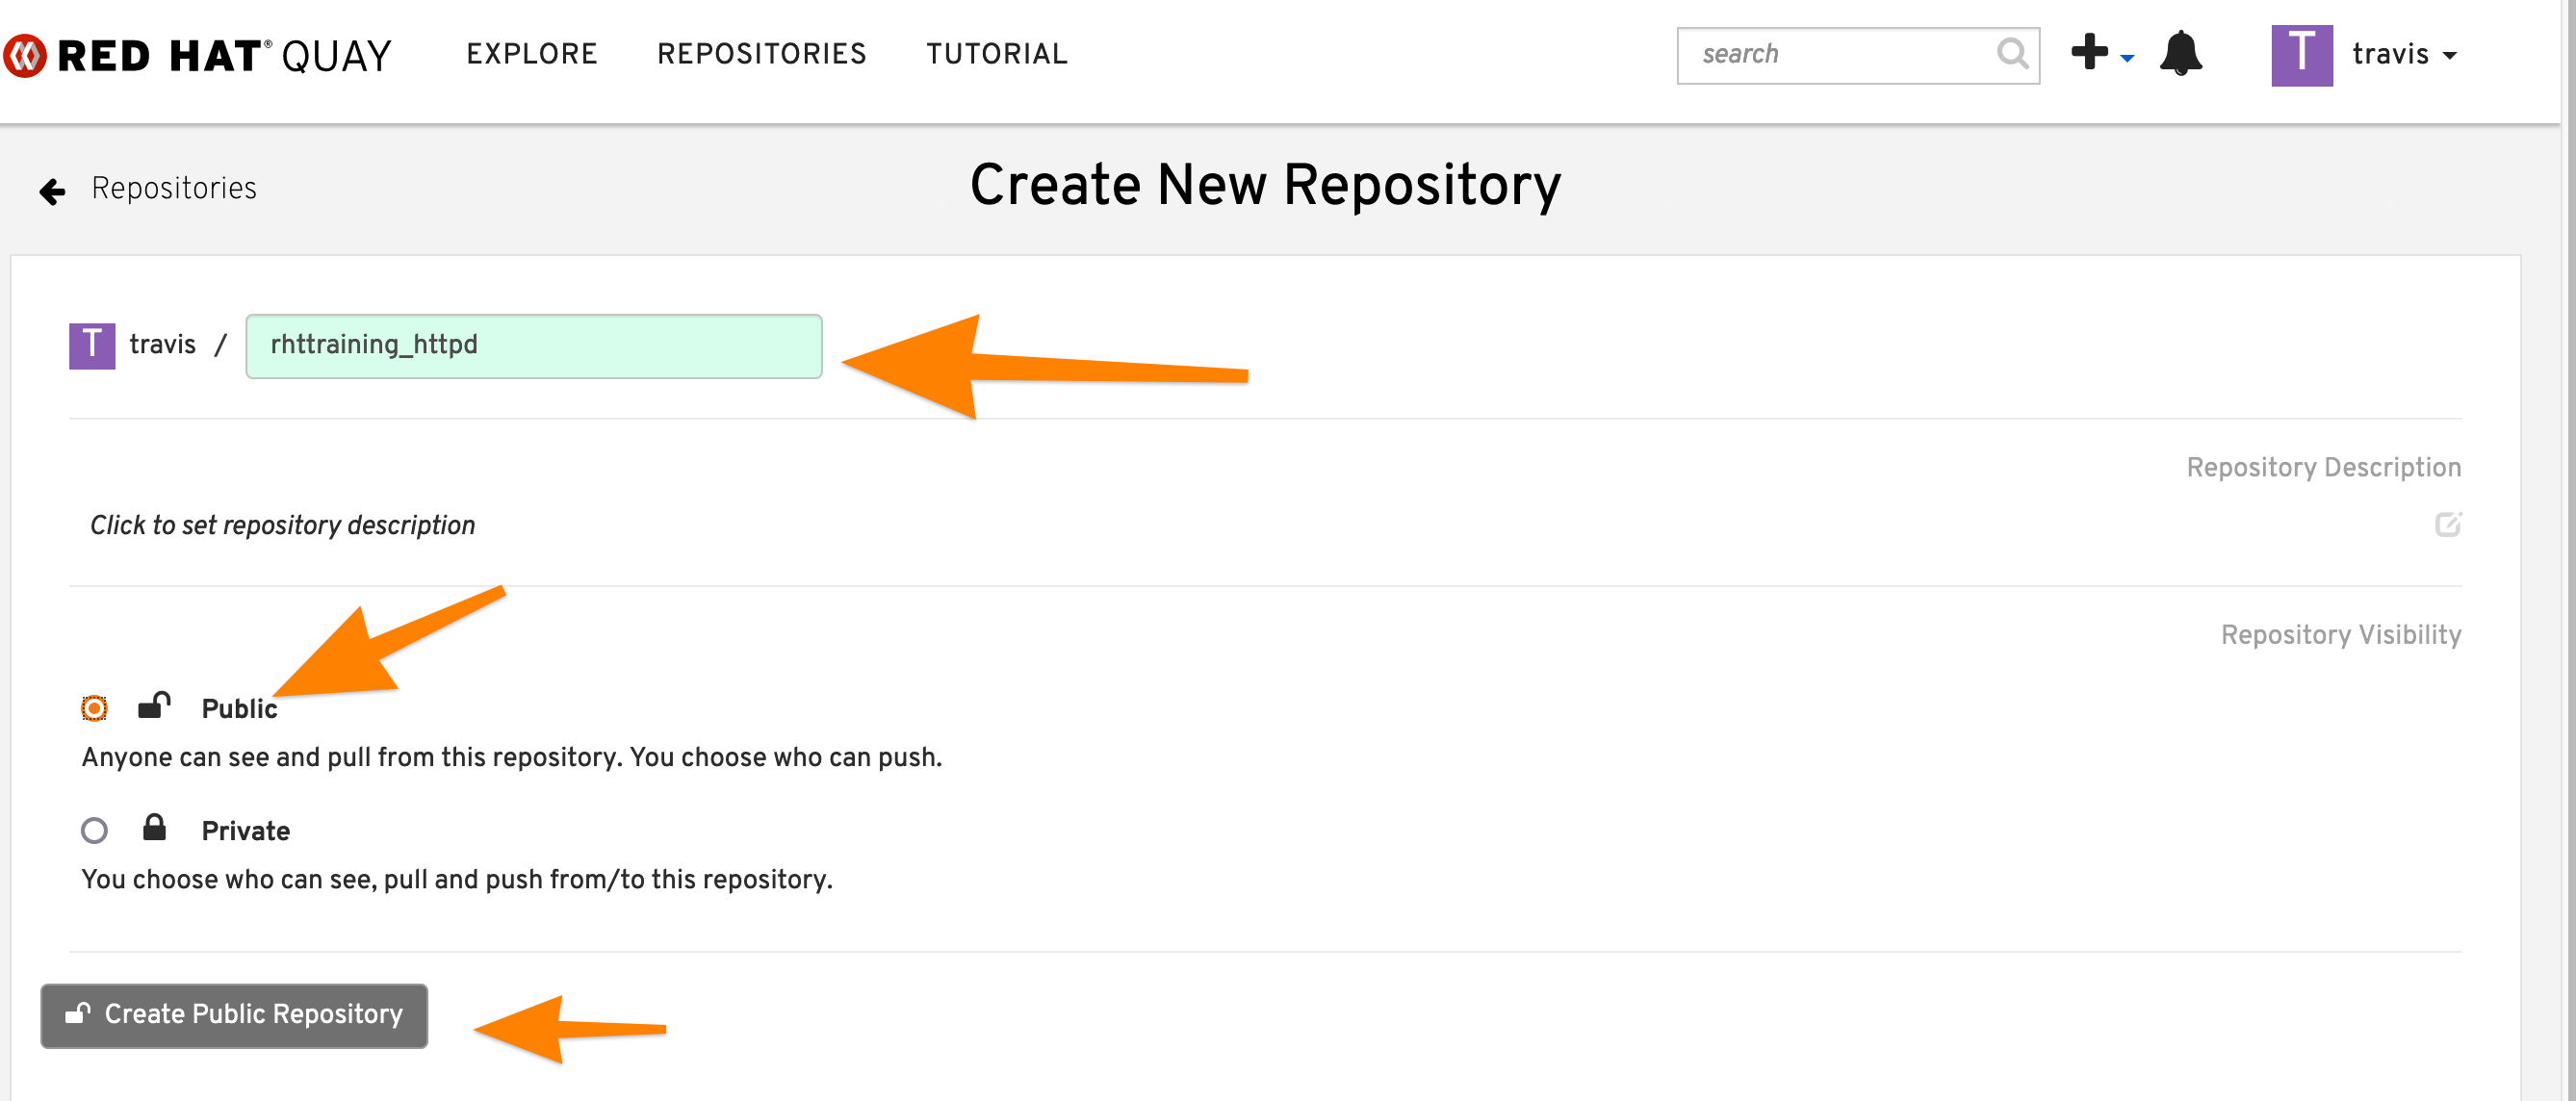 RED HAT® QUAY EXPLORE REPOSITORIES TUTORIAL search T travis
Repositories Create New Repository
T travis / rhttraining_httpd
Repository Description
Click to set repository description
Repository Visibility
Public
Anyone can see and pull from this repository. You choose who can push.
Private
You choose who can see, pull and push from/to this repository.
Create Public Repository